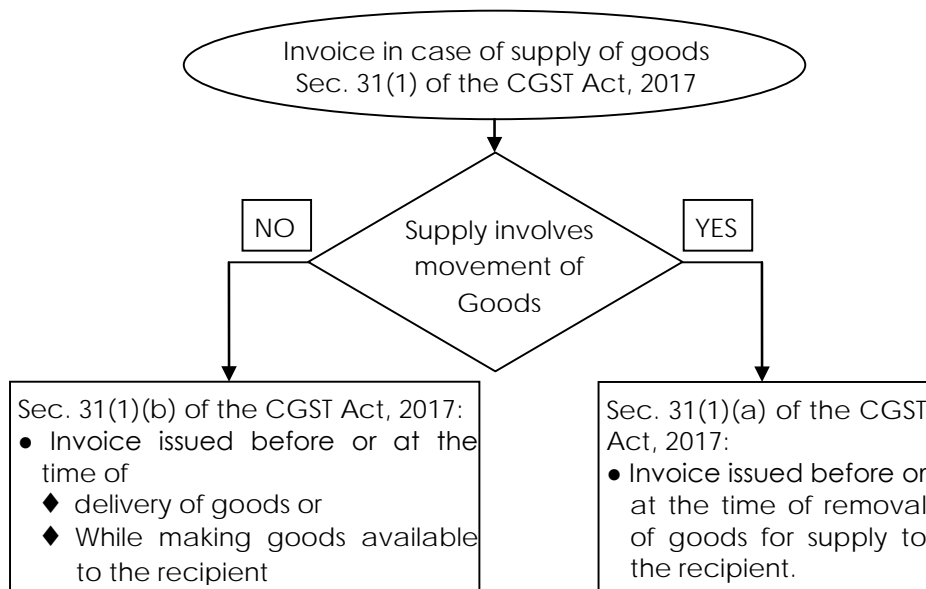 Invoice in case of supply of goods
Sec. 31(1) of the CGST Act, 2017
NO
YES
Supply involves
movement of
Goods
Sec. 31(1)(b) of the CGST Act, 2017:
● Invoice issued before or at the
time of
♦ delivery of goods or
♦ While making goods available
to the recipient
Sec. 31(1)(a) of the CGST
Act, 2017:
● Invoice issued before or
at the time of removal
of goods for supply to
the recipient.